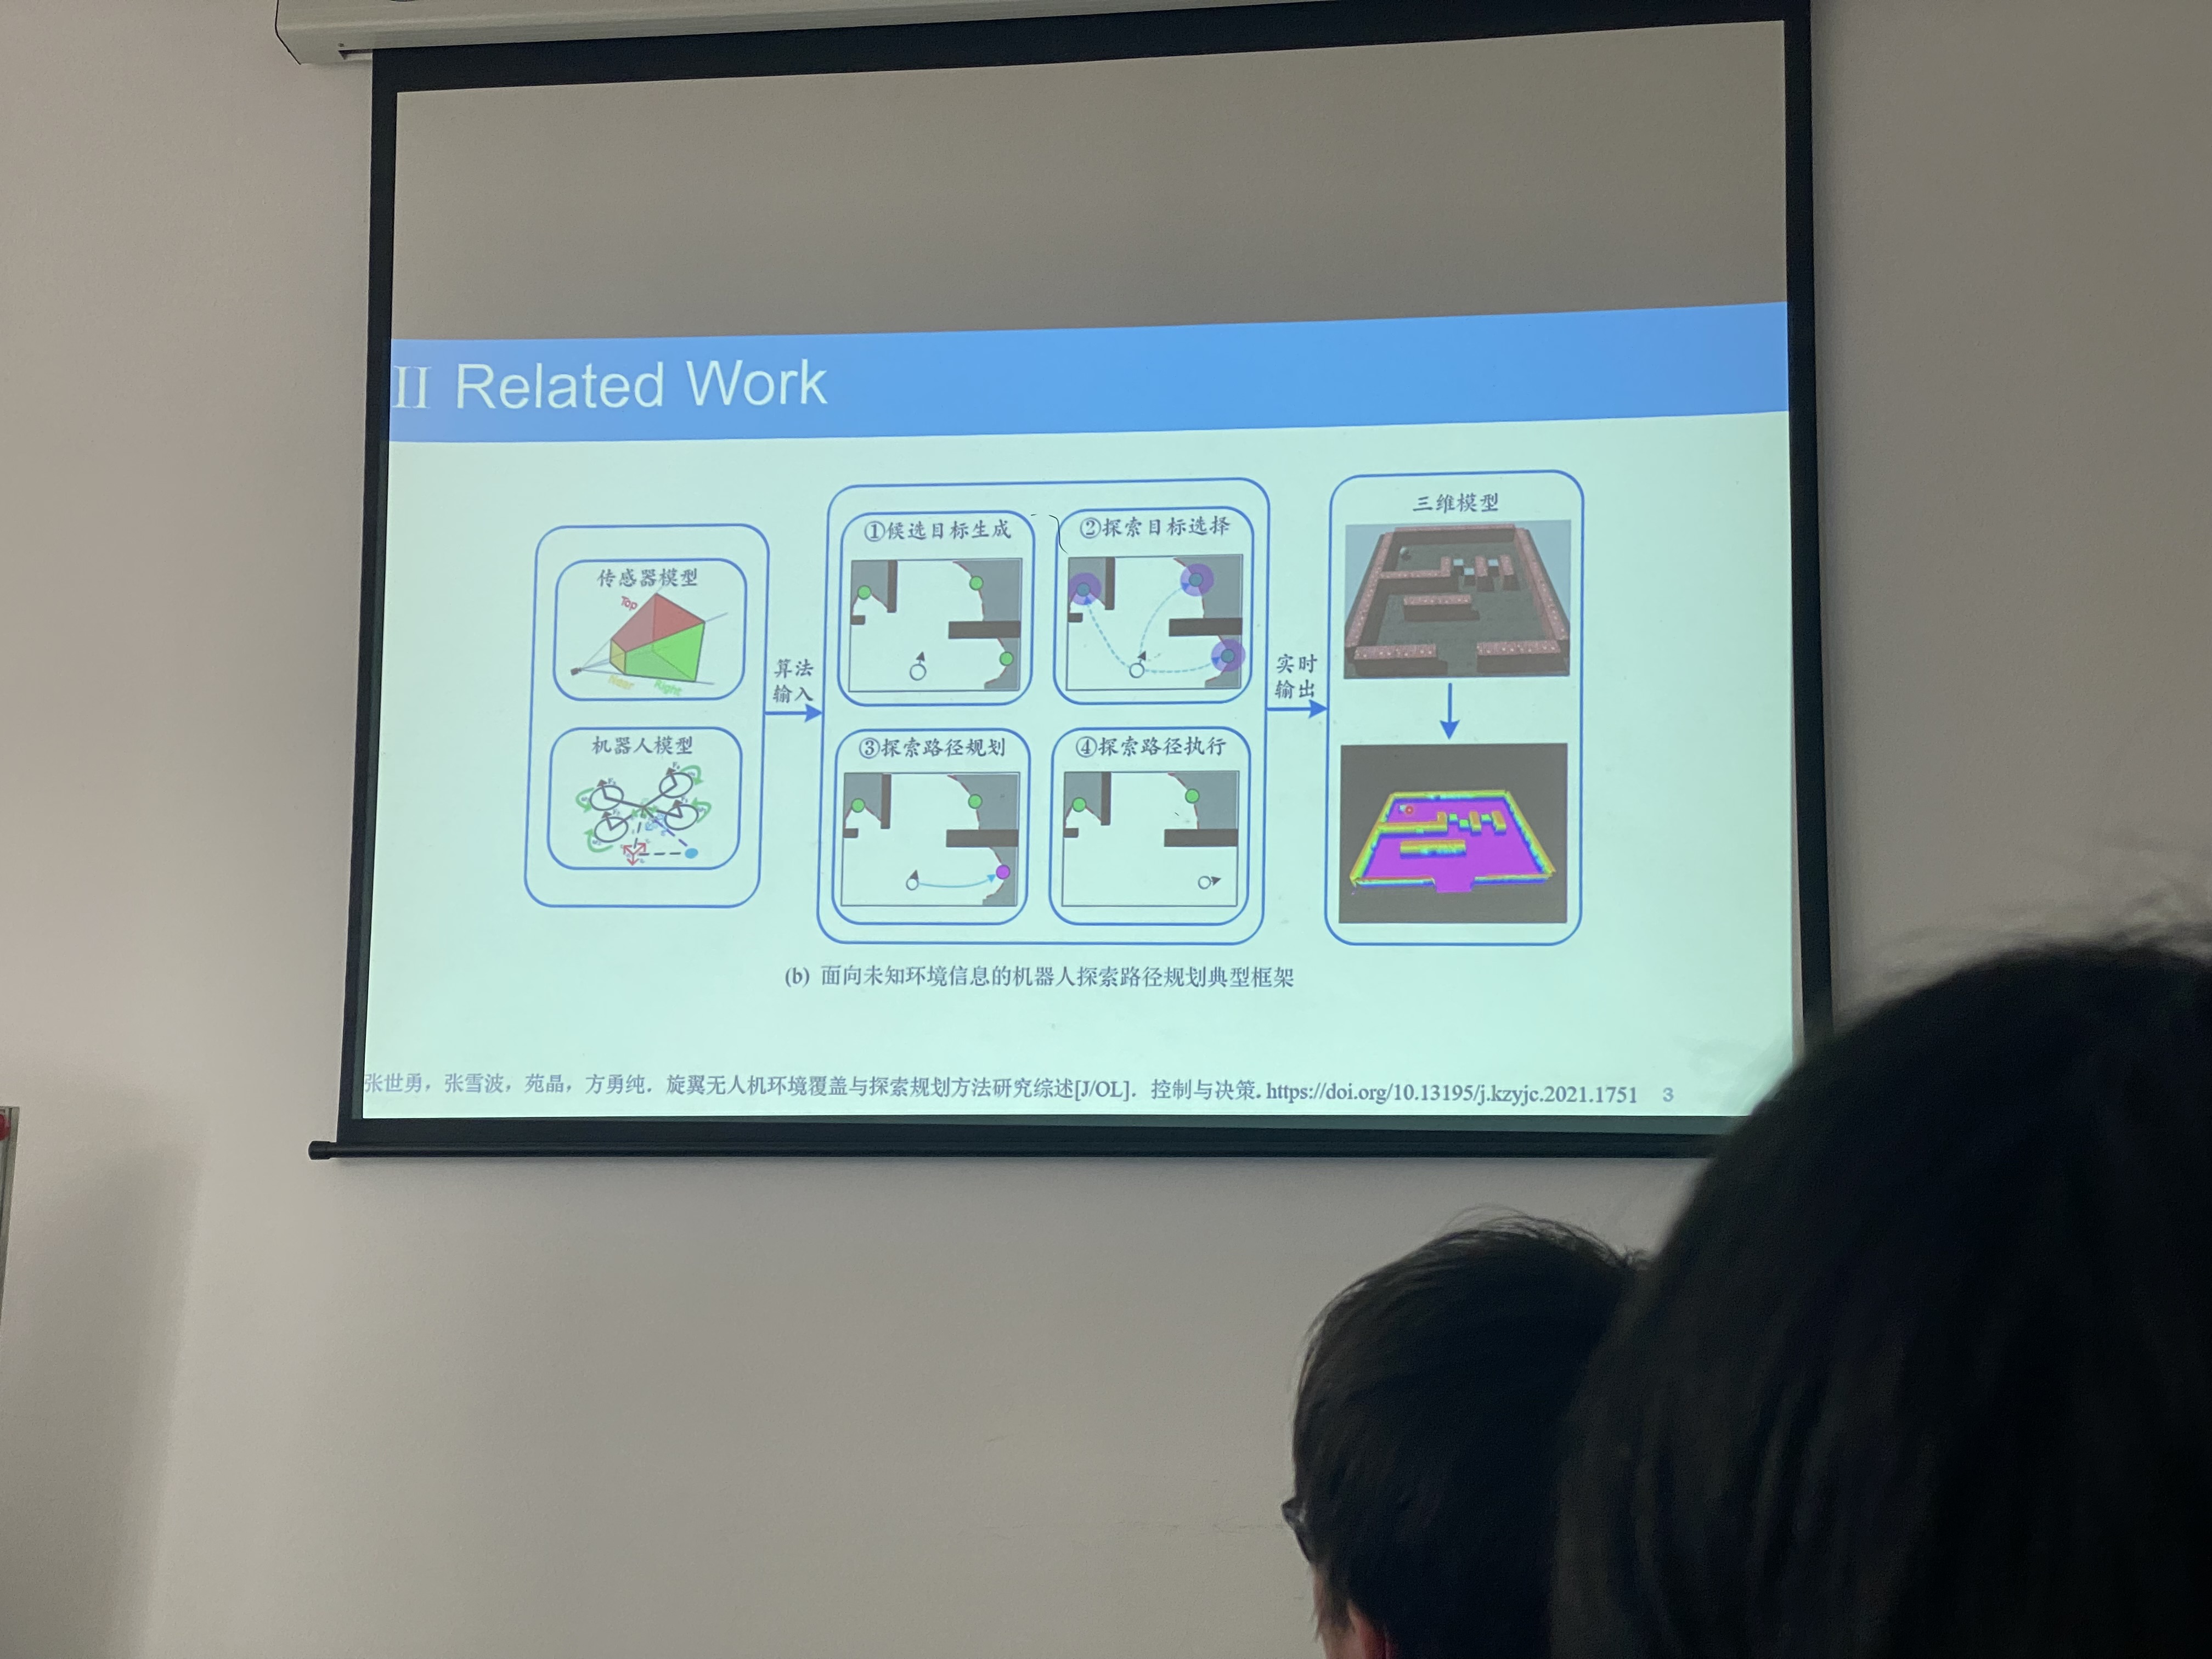 II Related Work
传感器模型
Top
Near
Right
机器人模型
算法
输入
①候选目标生成
②探索目标选择
③探索路径规划
④探索路径执行
实时
输出
三维模型
(b) 面向未知环境信息的机器人探索路径规划典型框架
张世勇，张雪波，苑晶，方勇纯．旋翼无人机环境覆盖与探索规划方法研究综述[J/OL]．控制与决策. https://doi.org/10.13195/j.kzyjc.2021.1751 3